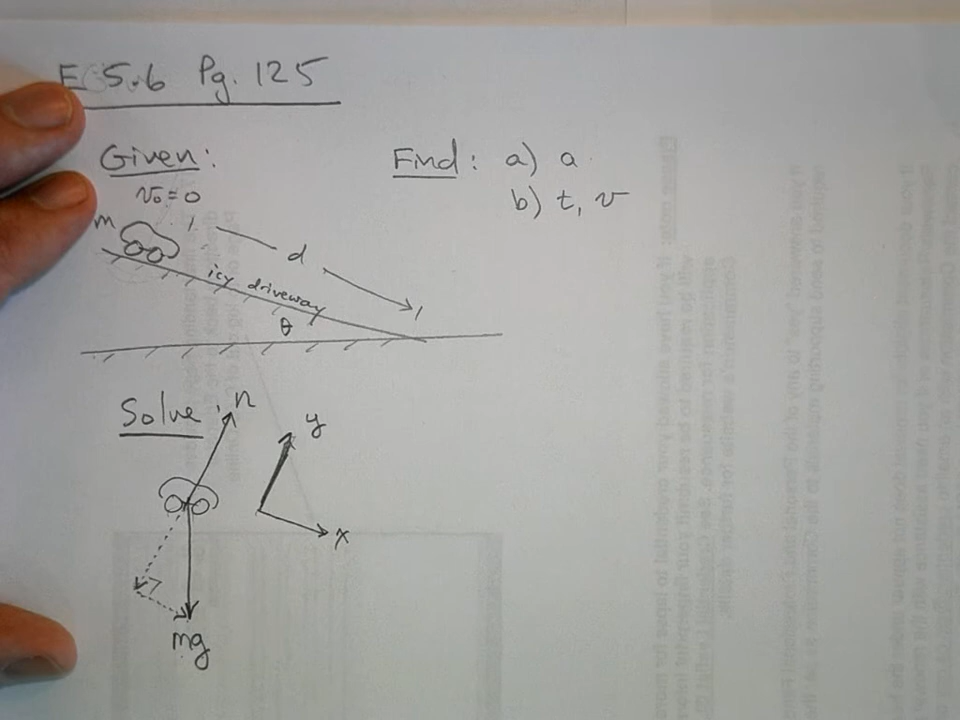 E 5.6 Pg. 125
Given:
Find: a) a
b) t, v
v₀ = 0
m
d
icy driveway
θ
Solve:
n
y
x
mg